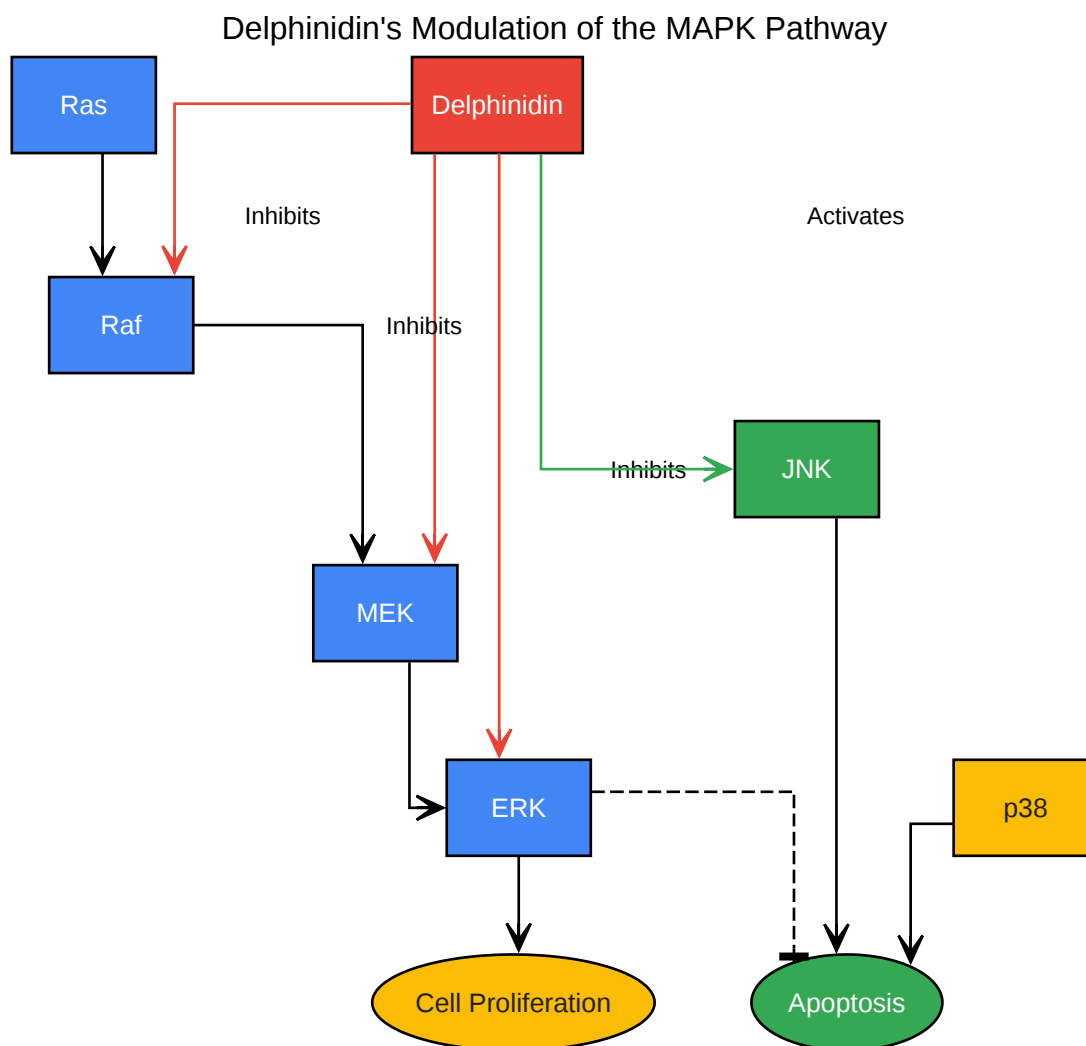 Delphinidin's Modulation of the MAPK Pathway
Ras
Delphinidin
Inhibits
Activates
Raf
Inhibits
Inhibits
JNK
MEK
ERK
p38
Cell Proliferation
Apoptosis